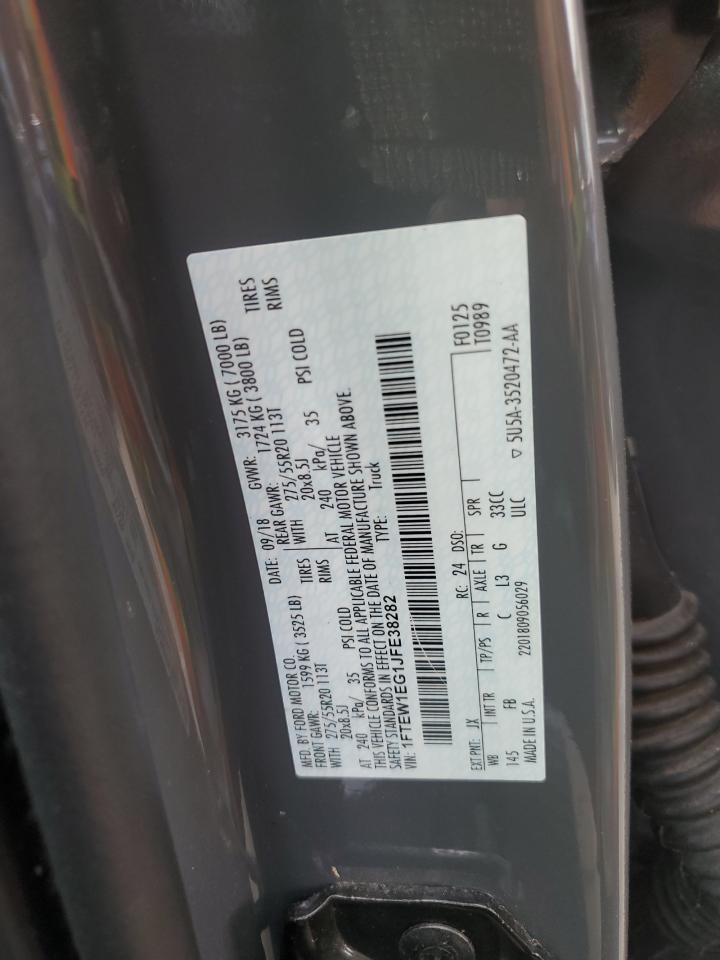 MFD. BY FORD MOTOR CO. DATE: 09/18 GVWR: 3175 KG ( 7000 LB)
FRONT GAWR: 1599 KG ( 3525 LB) REAR GAWR: 1724 KG ( 3800 LB)
WITH 275/55R20 113T TIRES WITH 275/55R20 113T TIRES
20x8.5J RIMS 20x8.5J RIMS
AT 240 kPa/ 35 PSI COLD AT 240 kPa/ 35 PSI COLD
THIS VEHICLE CONFORMS TO ALL APPLICABLE FEDERAL MOTOR VEHICLE
SAFETY STANDARDS IN EFFECT ON THE DATE OF MANUFACTURE SHOWN ABOVE.
VIN: 1FTEW1EG1JFE38282 TYPE: Truck
F0125
T0989
EXT PNT: JX RC: 24 DSO:
WB INT TR TP/PS R AXLE TR SPR
145 FB C L3 G 33CC
MADE IN U.S.A. 2201809056029 ULC ▽ 5U5A-3520472-AA